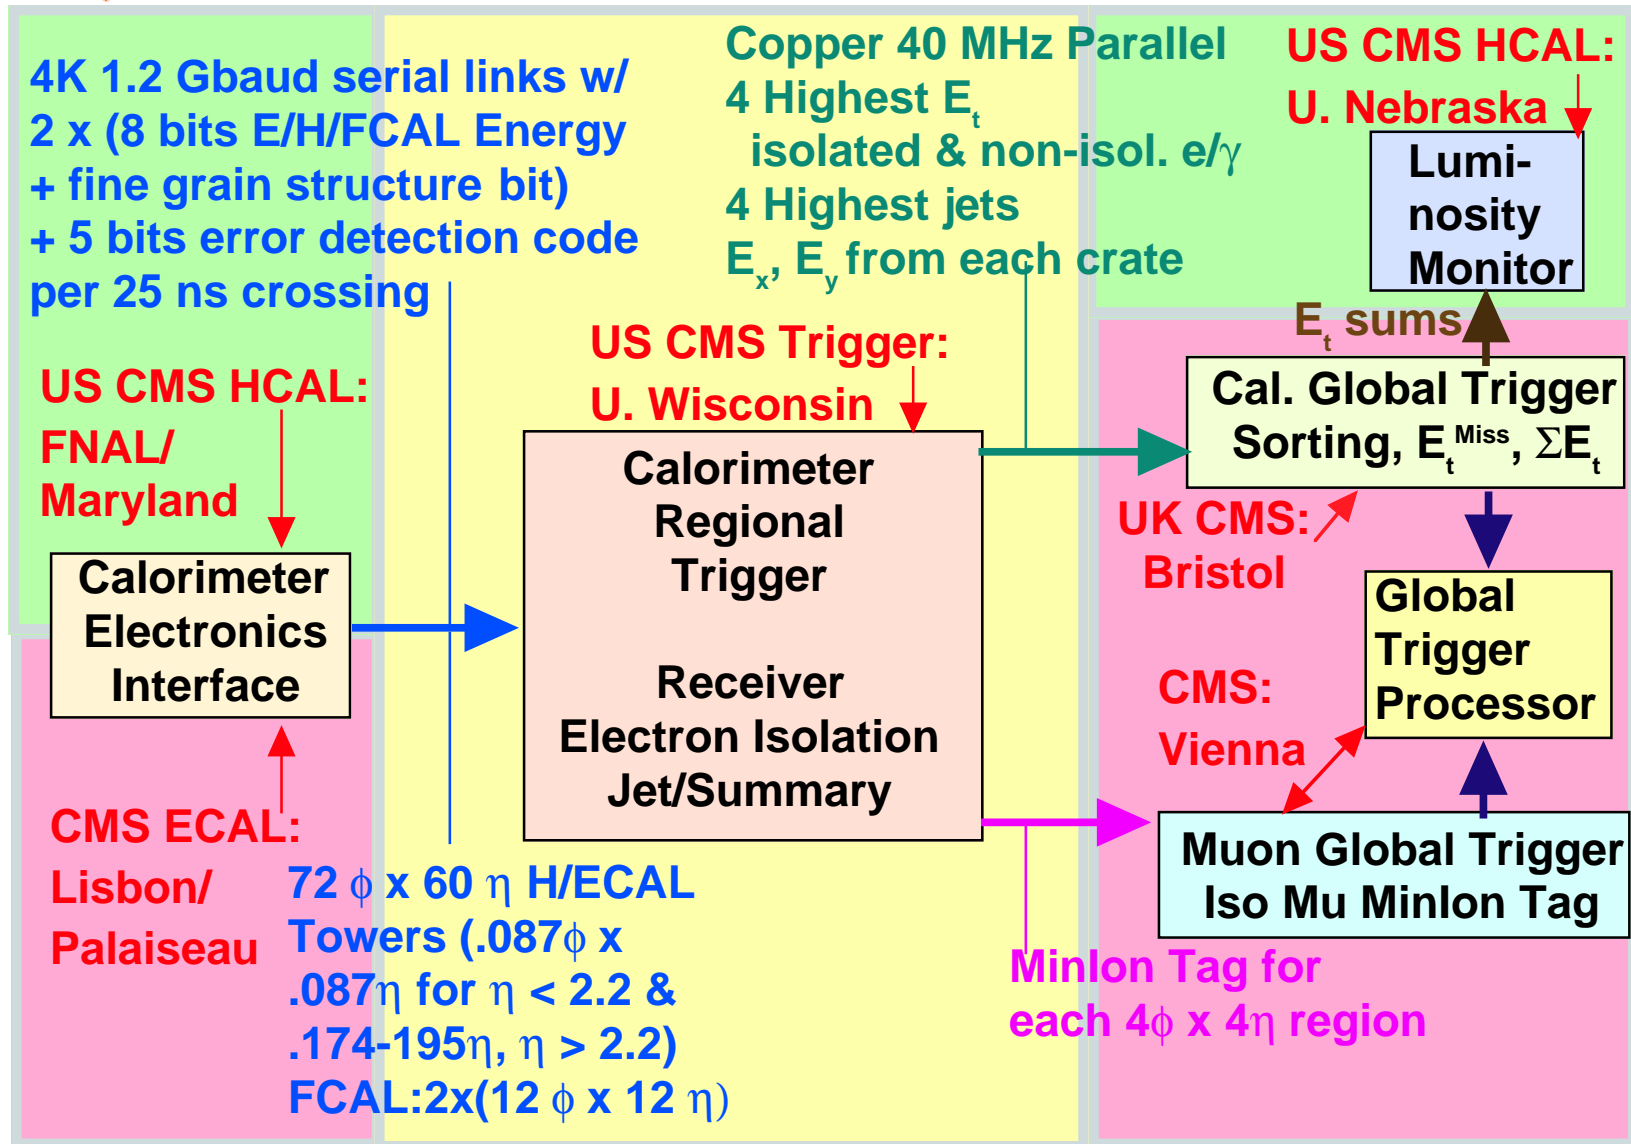 4K 1.2 Gbaud serial links w/
2 x (8 bits E/H/FCAL Energy
+ fine grain structure bit)
+ 5 bits error detection code
per 25 ns crossing
Copper 40 MHz Parallel
4 Highest Et
isolated & non-isol. e/γ
4 Highest jets
Ex, Ey from each crate
US CMS HCAL:
U. Nebraska
Lumi-
nosity
Monitor
Et sums
US CMS HCAL:
FNAL/
Maryland
US CMS Trigger:
U. Wisconsin
Cal. Global Trigger
Sorting, Et Miss, ΣEt
UK CMS:
Bristol
Calorimeter
Electronics
Interface
Calorimeter
Regional
Trigger
Receiver
Electron Isolation
Jet/Summary
Global
Trigger
Processor
CMS:
Vienna
CMS ECAL:
Lisbon/
Palaiseau
72 φ x 60 η H/ECAL
Towers (.087φ x
.087η for η < 2.2 &
.174-195η, η > 2.2)
FCAL:2x(12 φ x 12 η)
Muon Global Trigger
Iso Mu MinIon Tag
MinIon Tag for
each 4φ x 4η region